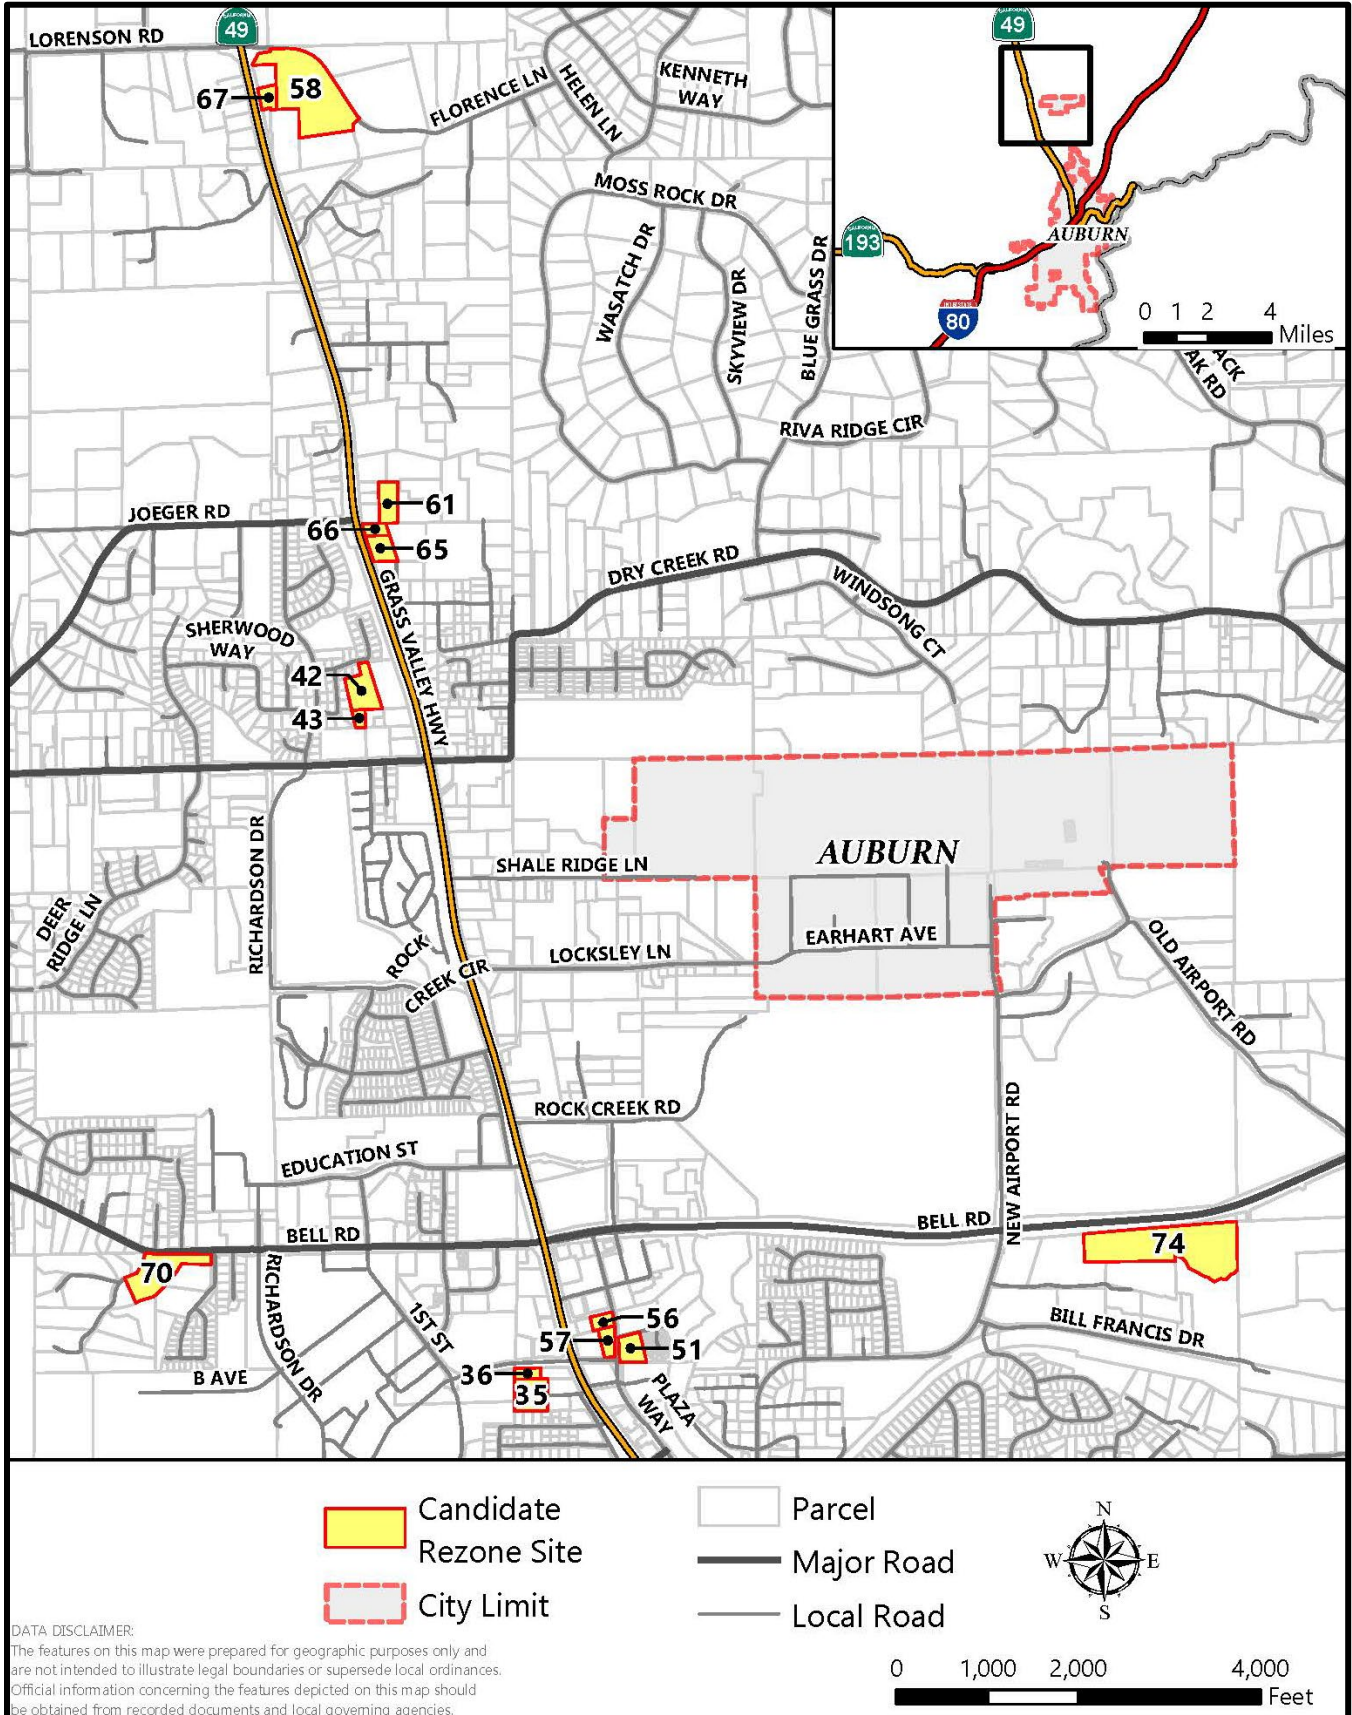 LORENSON RD
CALIFORNIA
49
67
58
FLORENCE LN
HELEN LN
KENNETH
WAY
49
CALIFORNIA
193
AUBURN
INTERSTATE
80
0 1 2 4
Miles
MOSS ROCK DR
WASATCH DR
SKYVIEW DR
BLUE GRASS DR
RIVA RIDGE CIR
ACK
AK RD
JOEGER RD
61
66
65
GRASS VALLEY HWY
DRY CREEK RD
WINDSONG CT
SHERWOOD
WAY
42
43
RICHARDSON DR
SHALE RIDGE LN
AUBURN
DEER
RIDGE LN
ROCK
CREEK CIR
LOCKSLEY LN
EARHART AVE
OLD AIRPORT RD
ROCK CREEK RD
NEW AIRPORT RD
EDUCATION ST
BELL RD
BELL RD
74
70
RICHARDSON DR
1ST ST
B AVE
56
57
51
36
35
PLAZA
WAY
BILL FRANCIS DR
Candidate
Rezone Site
City Limit
Parcel
Major Road
Local Road
N
W E
S
DATA DISCLAIMER:
The features on this map were prepared for geographic purposes only and
are not intended to illustrate legal boundaries or supersede local ordinances.
Official information concerning the features depicted on this map should
be obtained from recorded documents and local governing agencies.
0 1,000 2,000 4,000
Feet